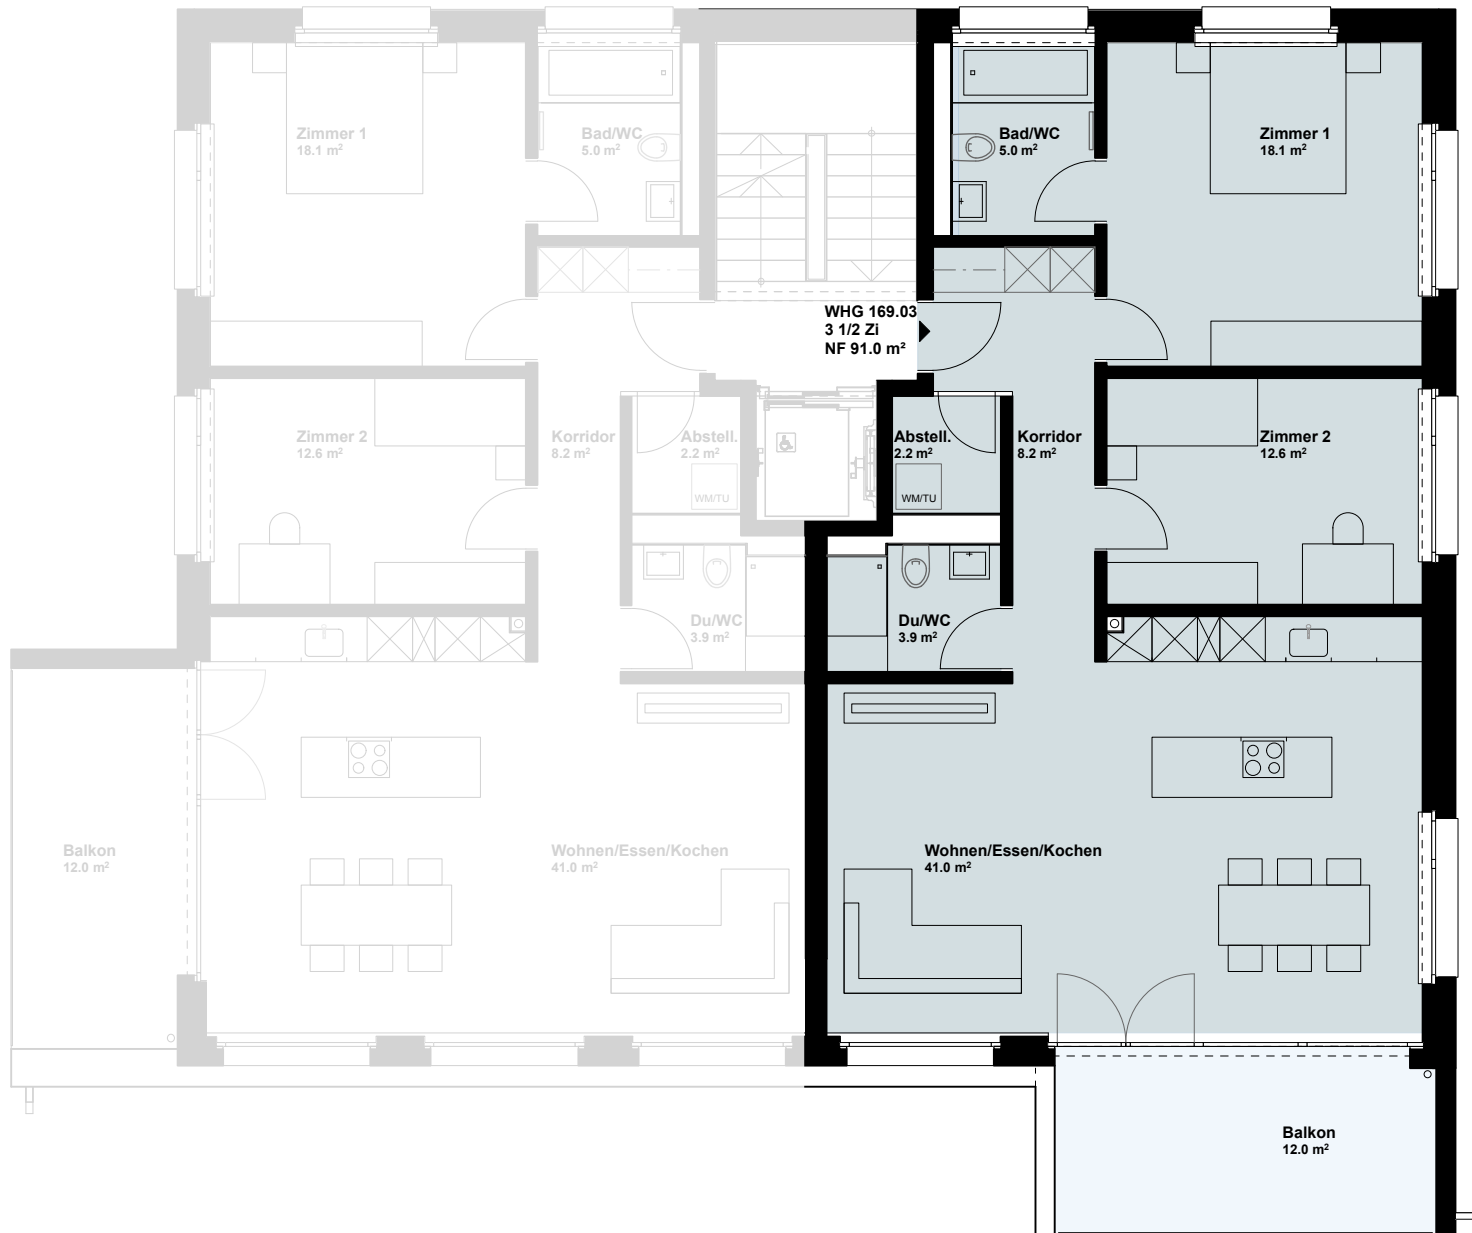 Zimmer 1
18.1 m²
Bad/WC
5.0 m²
Bad/WC
5.0 m²
Zimmer 1
18.1 m²
WHG 169.03
3 1/2 Zi
NF 91.0 m²
Zimmer 2
12.6 m²
Korridor
8.2 m²
Abstell.
2.2 m²
WM/TU
Abstell.
2.2 m²
WM/TU
Korridor
8.2 m²
Zimmer 2
12.6 m²
Du/WC
3.9 m²
Du/WC
3.9 m²
Balkon
12.0 m²
Wohnen/Essen/Kochen
41.0 m²
Wohnen/Essen/Kochen
41.0 m²
Balkon
12.0 m²